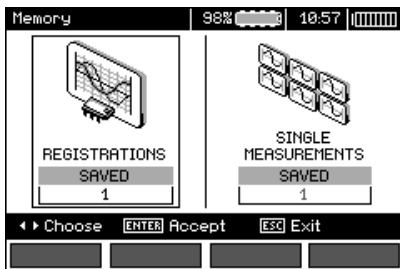 Memory 98% 10:57
REGISTRATIONS
SAVED
1
SINGLE
MEASUREMENTS
SAVED
1
Choose ENTER Accept ESC Exit